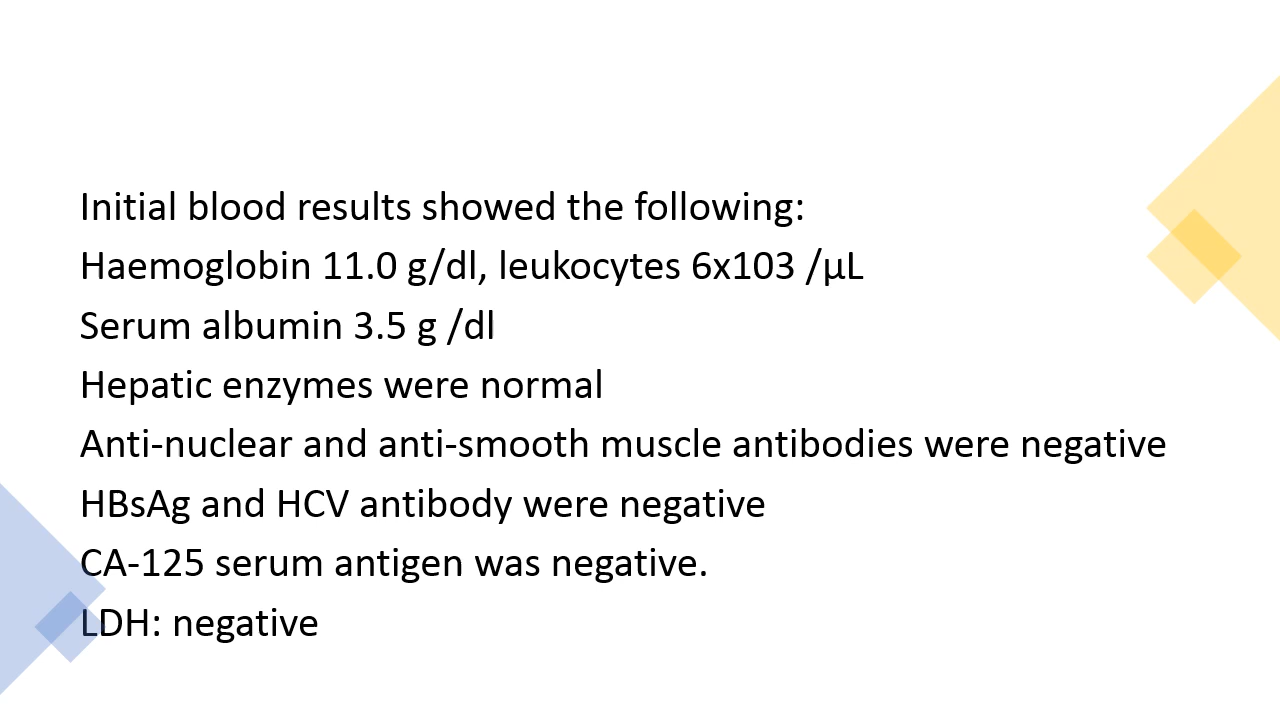 Initial blood results showed the following:
Haemoglobin 11.0 g/dl, leukocytes 6x103 /µL
Serum albumin 3.5 g /dl
Hepatic enzymes were normal
Anti-nuclear and anti-smooth muscle antibodies were negative
HBsAg and HCV antibody were negative
CA-125 serum antigen was negative.
LDH: negative